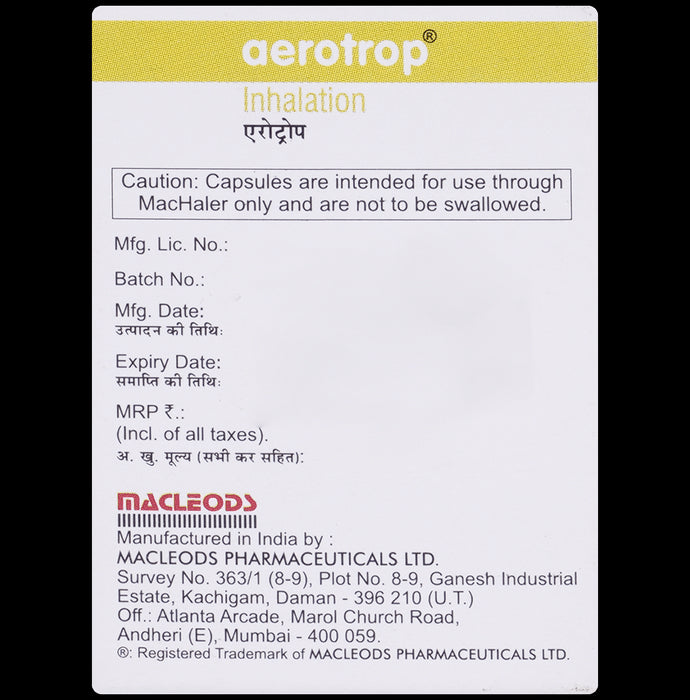 aerotrop®
Inhalation
एरोट्रोप
Caution: Capsules are intended for use through
MacHaler only and are not to be swallowed.
Mfg. Lic. No.:
Batch No.:
Mfg. Date:
उत्पादन की तिथि:
Expiry Date:
समाप्ति की तिथि:
MRP ₹.:
(Incl. of all taxes).
अ. खु. मूल्य (सभी कर सहित):
MACLEODS
Manufactured in India by :
MACLEODS PHARMACEUTICALS LTD.
Survey No. 363/1 (8-9), Plot No. 8-9, Ganesh Industrial
Estate, Kachigam, Daman - 396 210 (U.T.)
Off.: Atlanta Arcade, Marol Church Road,
Andheri (E), Mumbai - 400 059.
®: Registered Trademark of MACLEODS PHARMACEUTICALS LTD.